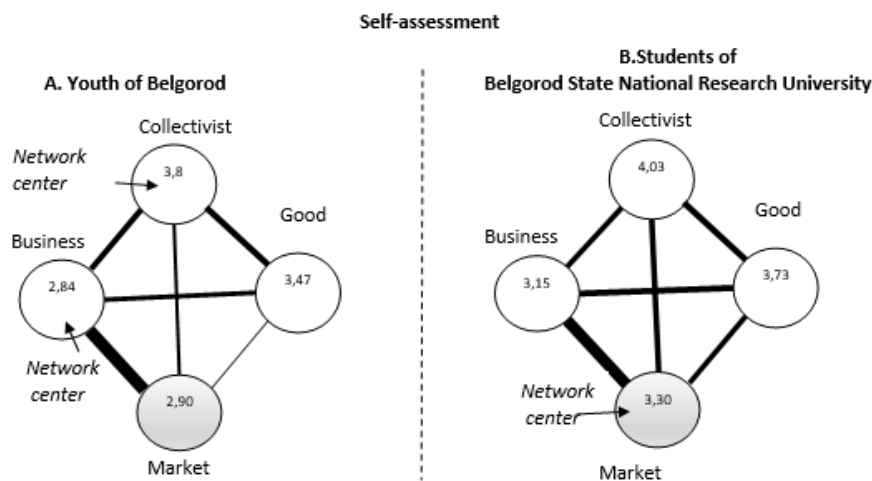 Self-assessment
A. Youth of Belgorod
Collectivist
Network
center
3,8
Good
Business
2,84
3,47
Network
center
2,90
Market
B.Students of
Belgorod State National Research University
Collectivist
4,03
Good
Business
3,15
3,73
Network
center
3,30
Market